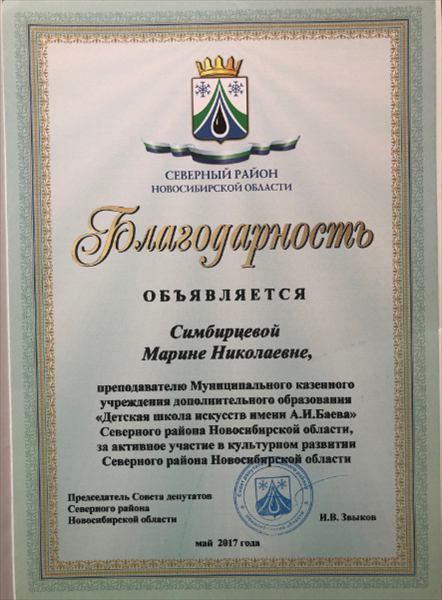 СЕВЕРНЫЙ РАЙОН
НОВОСИБИРСКОЙ ОБЛАСТИ
Благодарность
ОБЪЯВЛЯЕТСЯ
Симбирцевой
Марине Николаевне,
преподавателю Муниципального казенного
учреждения дополнительного образования
«Детская школа искусств имени А.И.Баева»
Северного района Новосибирской области,
за активное участие в культурном развитии
Северного района Новосибирской области
Председатель Совета депутатов
Северного района
Новосибирской области
И.В. Звыков
май 2017 года